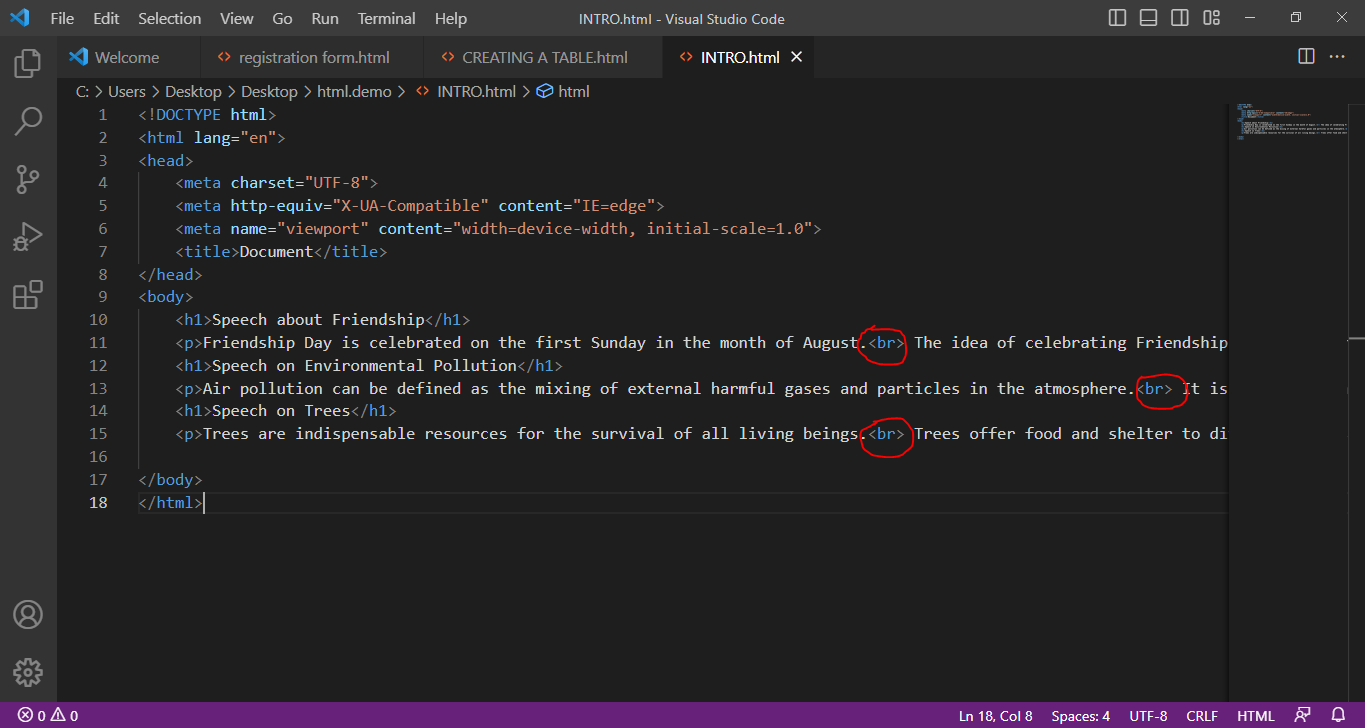 File Edit Selection View Go Run Terminal Help INTRO.html - Visual Studio Code
Welcome registration form.html CREATING A TABLE.html INTRO.html
C: > Users > Desktop > Desktop > html.demo > INTRO.html > html
1 <!DOCTYPE html>
2 <html lang="en">
3 <head>
4 <meta charset="UTF-8">
5 <meta http-equiv="X-UA-Compatible" content="IE=edge">
6 <meta name="viewport" content="width=device-width, initial-scale=1.0">
7 <title>Document</title>
8 </head>
9 <body>
10 <h1>Speech about Friendship</h1>
11 <p>Friendship Day is celebrated on the first Sunday in the month of August.<br> The idea of celebrating Friendship
12 <h1>Speech on Environmental Pollution</h1>
13 <p>Air pollution can be defined as the mixing of external harmful gases and particles in the atmosphere.<br> It is
14 <h1>Speech on Trees</h1>
15 <p>Trees are indispensable resources for the survival of all living beings.<br> Trees offer food and shelter to di
16
17 </body>
18 </html>
0 0 Ln 18, Col 8 Spaces: 4 UTF-8 CRLF HTML